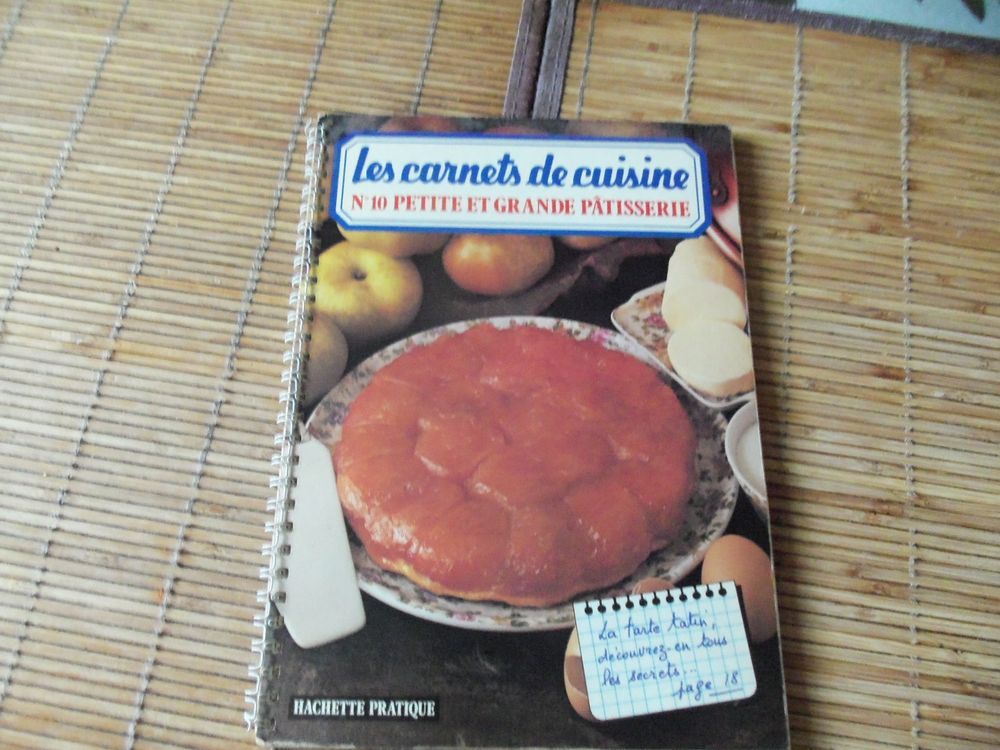 Les carnets de cuisine
N°10 PETITE ET GRANDE PÂTISSERIE
La tarte tatin,
découvrez-en tous
les secrets...
page 18
HACHETTE PRATIQUE